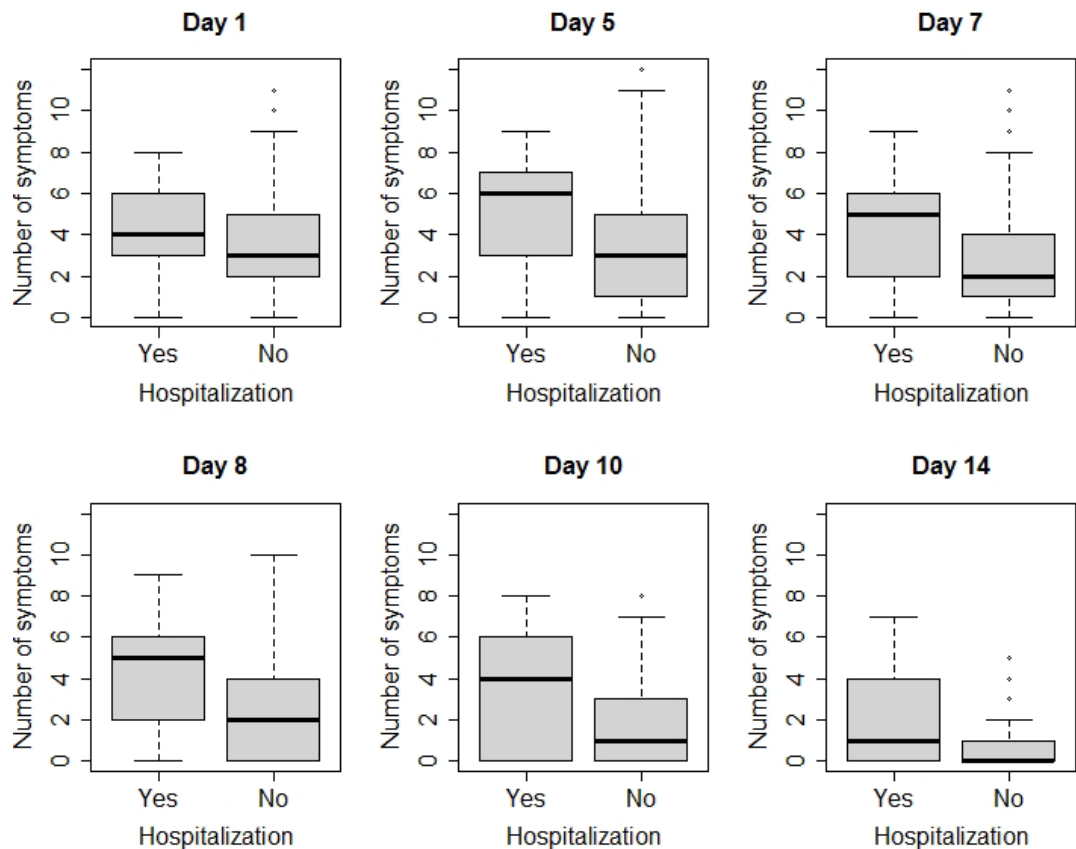 Day 1
Day 5
Day 7
Number of symptoms
0 2 4 6 8 10
Yes No
Hospitalization
Number of symptoms
0 2 4 6 8 10
Yes No
Hospitalization
Number of symptoms
0 2 4 6 8 10
Yes No
Hospitalization
Day 8
Day 10
Day 14
Number of symptoms
0 2 4 6 8 10
Yes No
Hospitalization
Number of symptoms
0 2 4 6 8 10
Yes No
Hospitalization
Number of symptoms
0 2 4 6 8 10
Yes No
Hospitalization